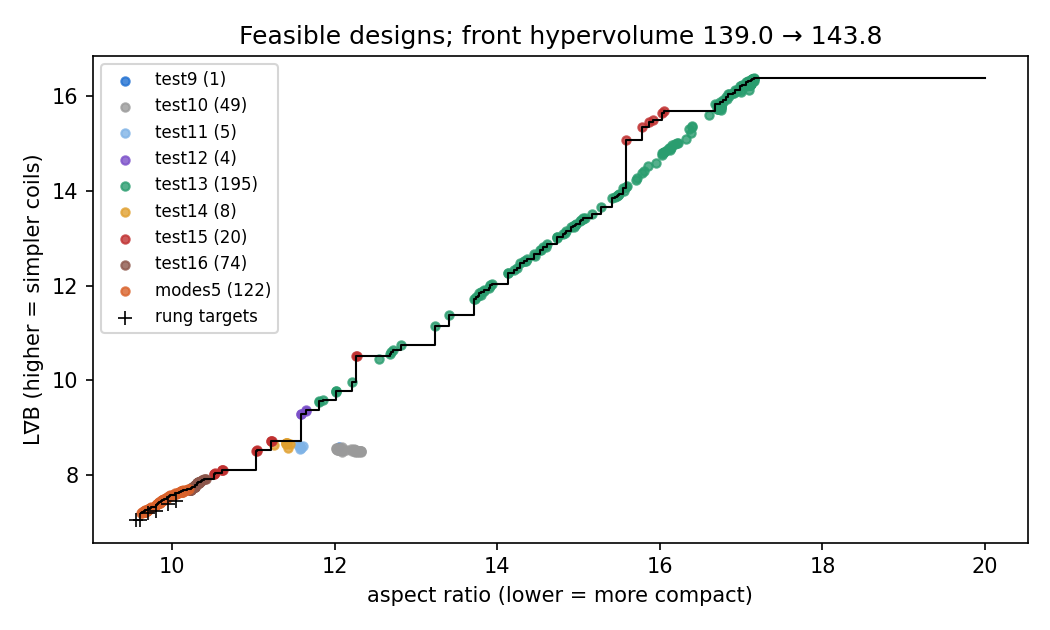 Feasible designs; front hypervolume 139.0 → 143.8
L∇B (higher = simpler coils)
16
14
12
10
8
test9 (1)
test10 (49)
test11 (5)
test12 (4)
test13 (195)
test14 (8)
test15 (20)
test16 (74)
modes5 (122)
rung targets
10 12 14 16 18 20
aspect ratio (lower = more compact)